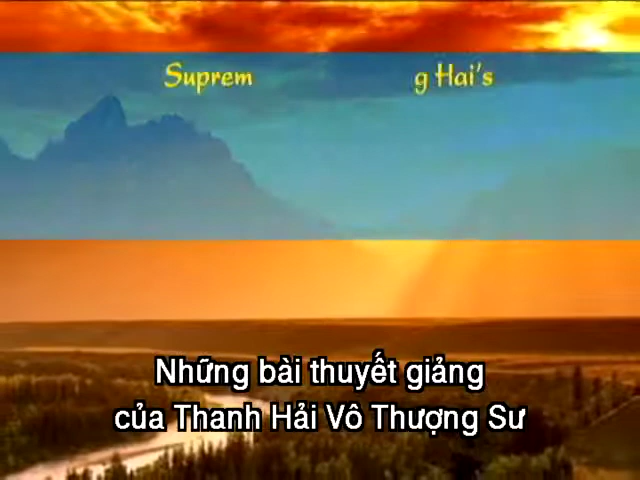 Suprem g Hai's
Những bài thuyết giảng
của Thanh Hải Vô Thượng Sư